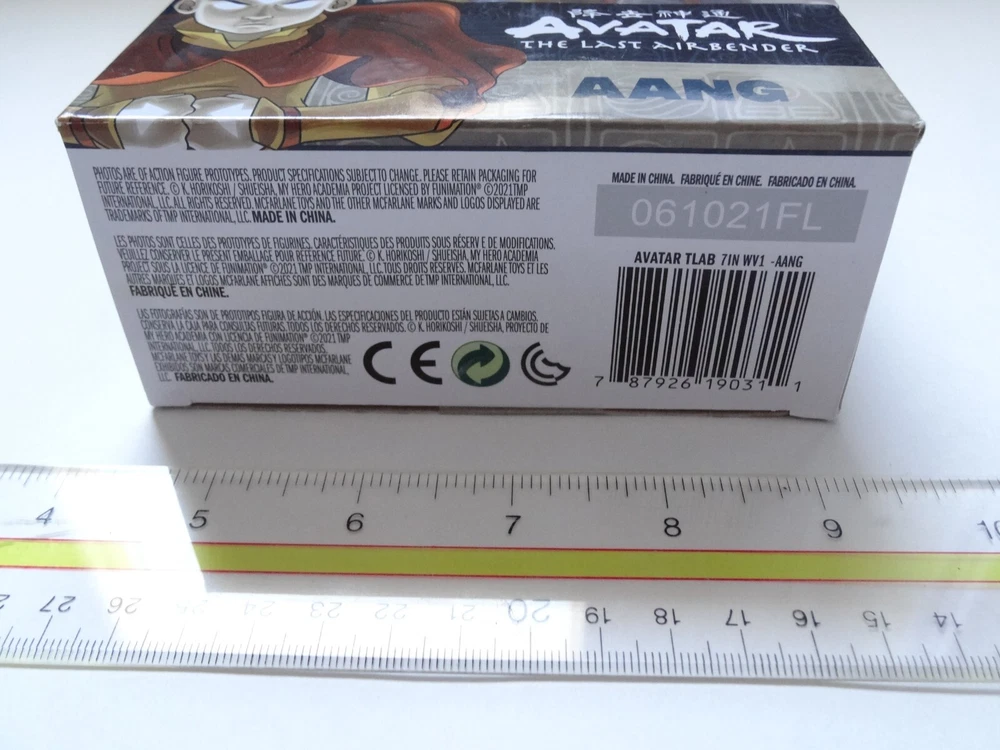 降去神通
AVATAR
THE LAST AIRBENDER
AANG
PHOTOS ARE OF ACTION FIGURE PROTOTYPES. PRODUCT SPECIFICATIONS SUBJECT TO CHANGE. PLEASE RETAIN PACKAGING FOR
FUTURE REFERENCE. © K. HORIKOSHI / SHUEISHA, MY HERO ACADEMIA PROJECT LICENSED BY FUNIMATION® ©2021TMP
INTERNATIONAL, LLC. ALL RIGHTS RESERVED. MCFARLANE TOYS AND THE OTHER MCFARLANE MARKS AND LOGOS DISPLAYED ARE
TRADEMARKS OF TMP INTERNATIONAL, LLC. MADE IN CHINA.
LES PHOTOS SONT CELLES DES PROTOTYPES DE FIGURINES. CARACTÉRISTIQUES DES PRODUITS SOUS RÉSERV E DE MODIFICATIONS.
VEUILLEZ CONSERVER LE PRÉSENT EMBALLAGE POUR RÉFÉRENCE FUTURE. © K. HORIKOSHI / SHUEISHA, MY HERO ACADEMIA
PROJECT SOUS LA LICENCE DE FUNIMATION® ©2021 TMP INTERNATIONAL, LLC. TOUS DROITS RÉSERVÉS. MCFARLANE TOYS ET LES
AUTRES MARQUES ET LOGOS MCFARLANE AFFICHÉS SONT DES MARQUES DE COMMERCE DE TMP INTERNATIONAL, LLC.
FABRIQUÉ EN CHINE.
LAS FOTOGRAFÍAS SON DE PROTOTIPOS FIGURA DE ACCIÓN. LAS ESPECIFICACIONES DEL PRODUCTO ESTÁN SUJETAS A CAMBIOS.
CONSERVA LA CAJA PARA CONSULTAS FUTURAS. TODOS LOS DERECHOS RESERVADOS. © K. HORIKOSHI / SHUEISHA, PROYECTO DE
MY HERO ACADEMIA CON LICENCIA DE FUNIMATION® ©2021 TMP
INTERNATIONAL, LLC. TODOS LOS DERECHOS RESERVADOS.
MCFARLANE TOYS Y LAS DEMÁS MARCAS Y LOGOTIPOS MCFARLANE
EXHIBIDOS SON MARCAS COMERCIALES DE TMP INTERNATIONAL,
LLC. FABRICADO EN CHINA.
CE
MADE IN CHINA. FABRIQUÉ EN CHINE. FABRICADO EN CHINA.
061021FL
AVATAR TLAB 7IN WV1 -AANG
7 87926 19031 1
4 5 6 7 8 9 10
27 26 25 24 23 22 21 20 19 18 17 16 15 14